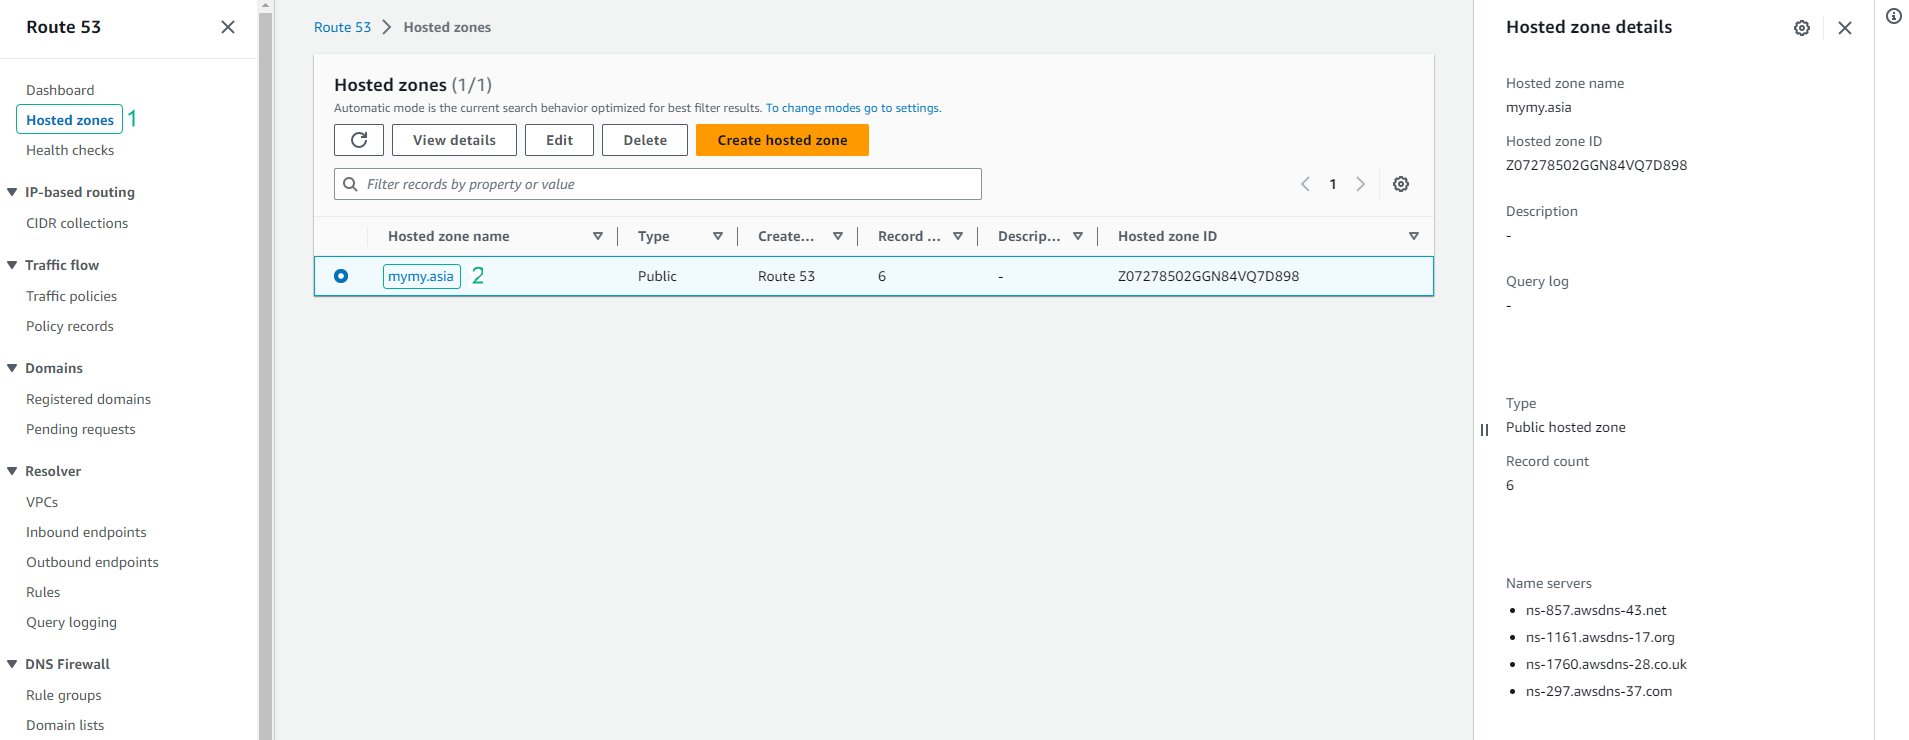 Route 53
Dashboard
Hosted zones 1
Health checks
IP-based routing
CIDR collections
Traffic flow
Traffic policies
Policy records
Domains
Registered domains
Pending requests
Resolver
VPCs
Inbound endpoints
Outbound endpoints
Rules
Query logging
DNS Firewall
Rule groups
Domain lists
Route 53 Hosted zones
Hosted zones (1/1)
Automatic mode is the current search behavior optimized for best filter results. To change modes go to settings.
View details Edit Delete Create hosted zone
Filter records by property or value 1
Hosted zone name Type Create... Record ... Descrip... Hosted zone ID
mymy.asia 2 Public Route 53 6 - Z07278502GGN84VQ7D898
Hosted zone details
Hosted zone name
mymy.asia
Hosted zone ID
Z07278502GGN84VQ7D898
Description
-
Query log
-
Type
Public hosted zone
Record count
6
Name servers
• ns-857.awsdns-43.net
• ns-1161.awsdns-17.org
• ns-1760.awsdns-28.co.uk
• ns-297.awsdns-37.com